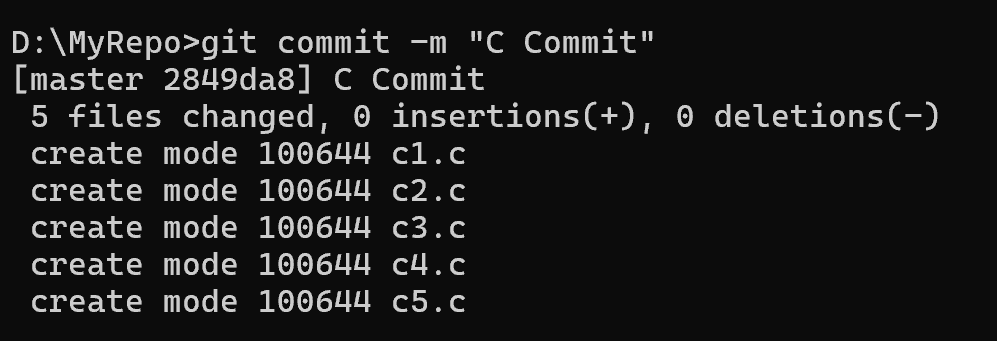 D:\MyRepo>git commit -m "C Commit"
[master 2849da8] C Commit
 5 files changed, 0 insertions(+), 0 deletions(-)
 create mode 100644 c1.c
 create mode 100644 c2.c
 create mode 100644 c3.c
 create mode 100644 c4.c
 create mode 100644 c5.c